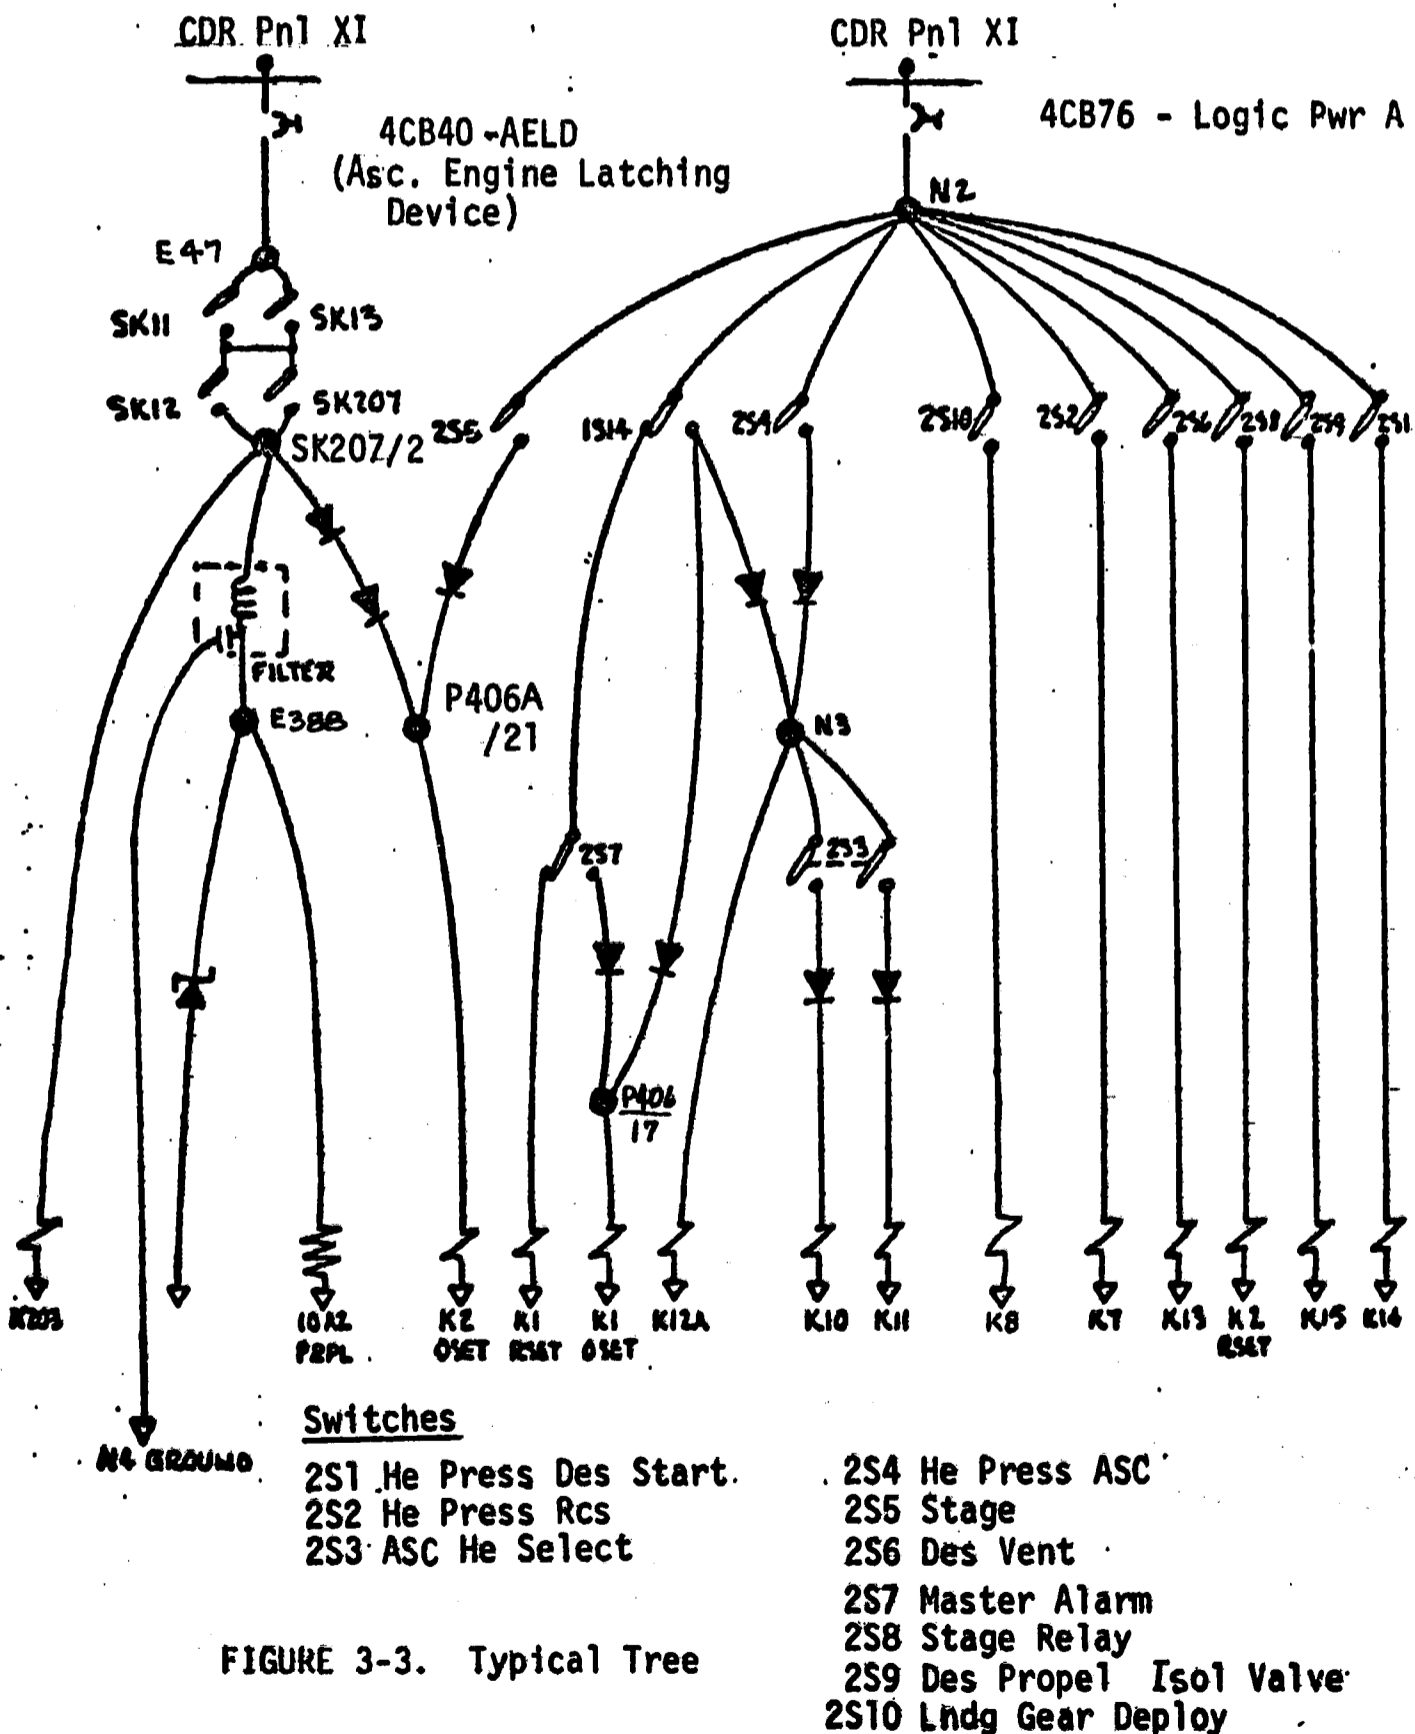 CDR Pnl XI
CDR Pnl XI
4CB40 -AELD
(Asc. Engine Latching
Device)
4CB76 - Logic Pwr A
N2
E47
SK11
SK13
SK12
SK207
SK207/2
2S5
1S14
2S4
2S10
2S2
2S6
2S8
2S9
2S1
FILTER
E388
P406A
/21
N3
2S7
2S3
P406
17
K203
10A2
PRPL.
K2
OSET
K1
RSET
K1
OSET
K12A
K10
K11
K8
K7
K13
K2
RSET
K15
K14
N4 GROUND
Switches
2S1 He Press Des Start
2S2 He Press Rcs
2S3 ASC He Select
2S4 He Press ASC
2S5 Stage
2S6 Des Vent
2S7 Master Alarm
2S8 Stage Relay
2S9 Des Propel Isol Valve
2S10 Lndg Gear Deploy
FIGURE 3-3. Typical Tree